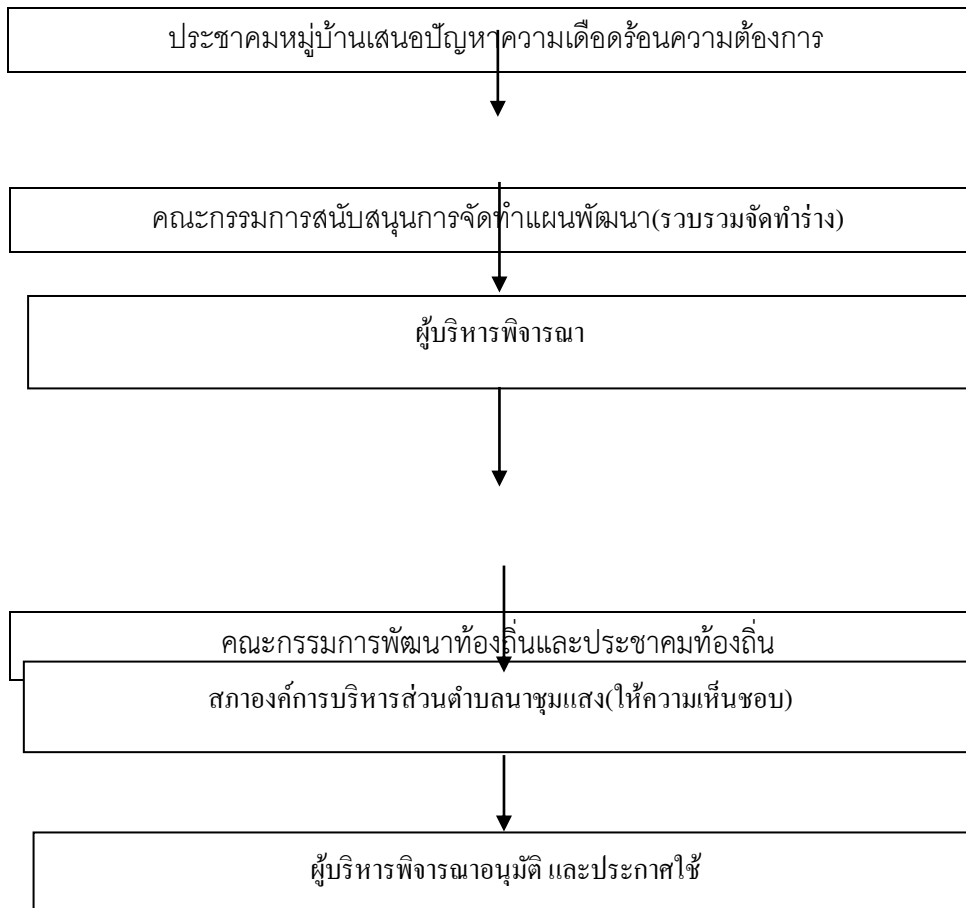 ประชาคมหมู่บ้านเสนอปัญหาความเดือดร้อนความต้องการ
คณะกรรมการสนับสนุนการจัดทำแผนพัฒนา(รวบรวมจัดทำร่าง)
ผู้บริหารพิจารณา
คณะกรรมการพัฒนาท้องถิ่นและประชาคมท้องถิ่น
สภาองค์การบริหารส่วนตำบลนาชุมแสง(ให้ความเห็นชอบ)
ผู้บริหารพิจารณาอนุมัติ และประกาศใช้